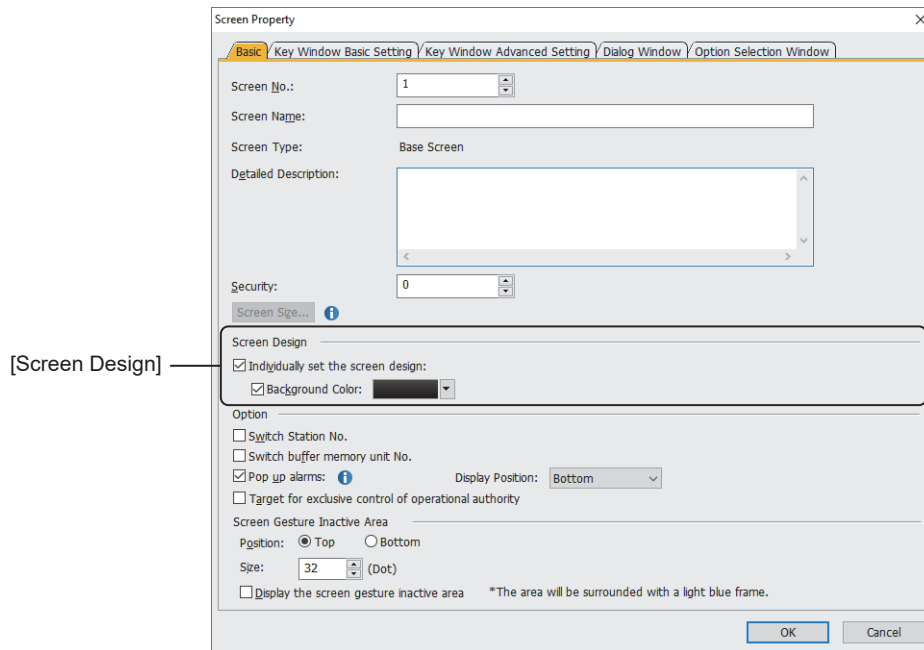 Screen Property
Basic Key Window Basic Setting Key Window Advanced Setting Dialog Window Option Selection Window
Screen No.: 1
Screen Name:
Screen Type: Base Screen
Detailed Description:
Security: 0
Screen Size...
Screen Design
[Screen Design]
Individually set the screen design:
Background Color:
Option
Switch Station No.
Switch buffer memory unit No.
Pop up alarms: Display Position: Bottom
Target for exclusive control of operational authority
Screen Gesture Inactive Area
Position: Top Bottom
Size: 32 (Dot)
Display the screen gesture inactive area *The area will be surrounded with a light blue frame.
OK Cancel